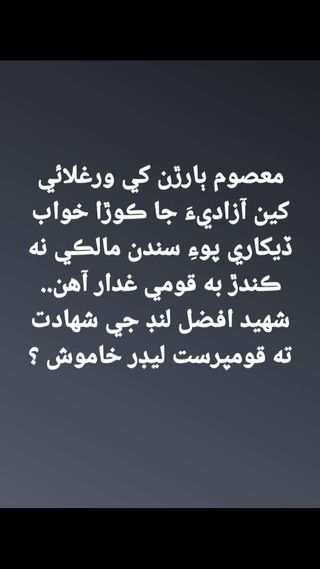 معصوم ٻارڙن کي ورغلائي
کين آزاديءَ جا ڪوڙا خواب
ڏيکاري پوءِ سندن مالڪي نه
ڪندڙ به قومي غدار آهن..
شهيد افضل لنڊ جي شهادت
ته قومپرست ليڊر خاموش ؟